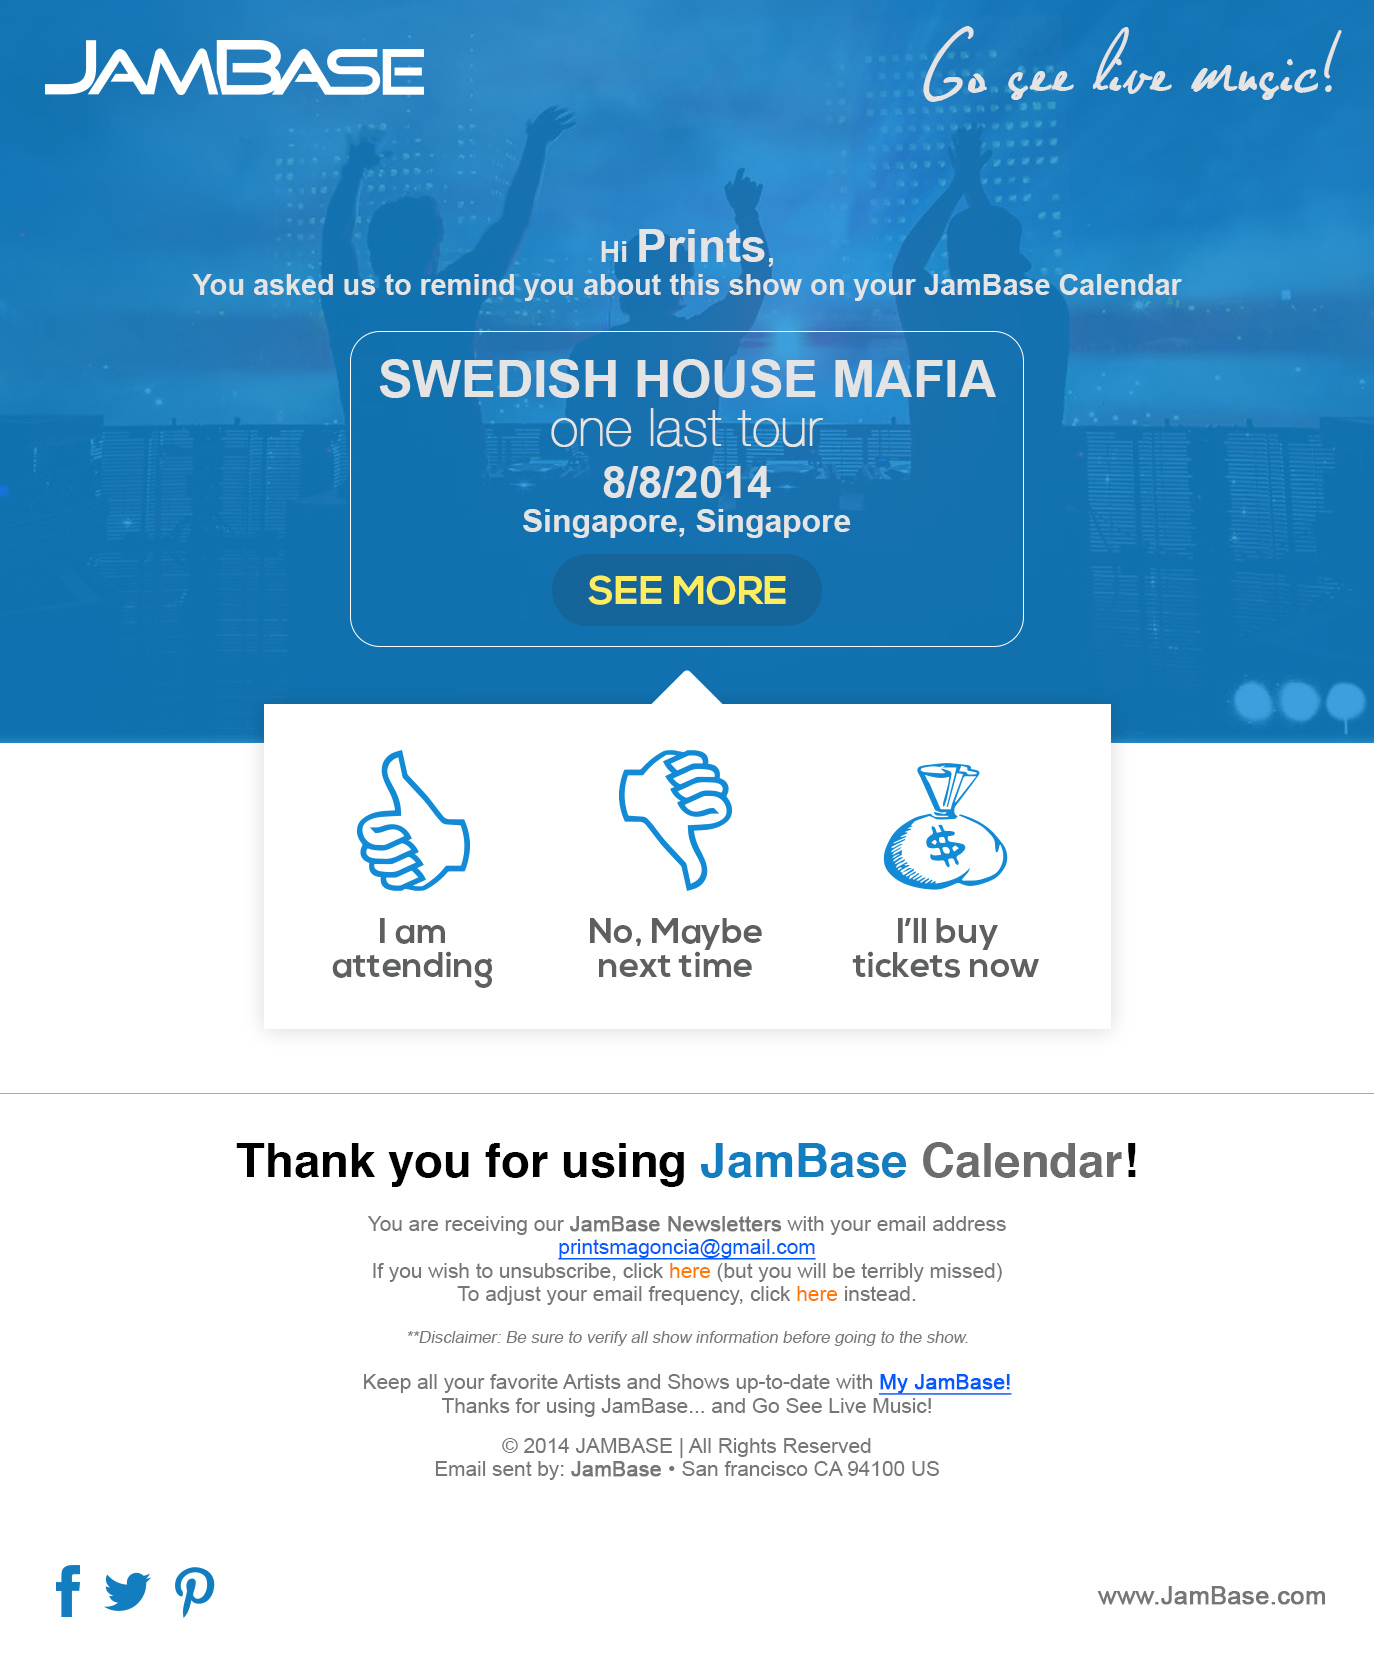 JAMBASE
Go see live music!
Hi Prints,
You asked us to remind you about this show on your JamBase Calendar
SWEDISH HOUSE MAFIA
one last tour
8/8/2014
Singapore, Singapore
SEE MORE
$
I am
attending
No, Maybe
next time
I'll buy
tickets now
Thank you for using JamBase Calendar!
You are receiving our JamBase Newsletters with your email address
printsmagoncia@gmail.com
If you wish to unsubscribe, click here (but you will be terribly missed)
To adjust your email frequency, click here instead.
**Disclaimer: Be sure to verify all show information before going to the show.
Keep all your favorite Artists and Shows up-to-date with My JamBase!
Thanks for using JamBase... and Go See Live Music!
© 2014 JAMBASE | All Rights Reserved
Email sent by: JamBase • San francisco CA 94100 US
www.JamBase.com